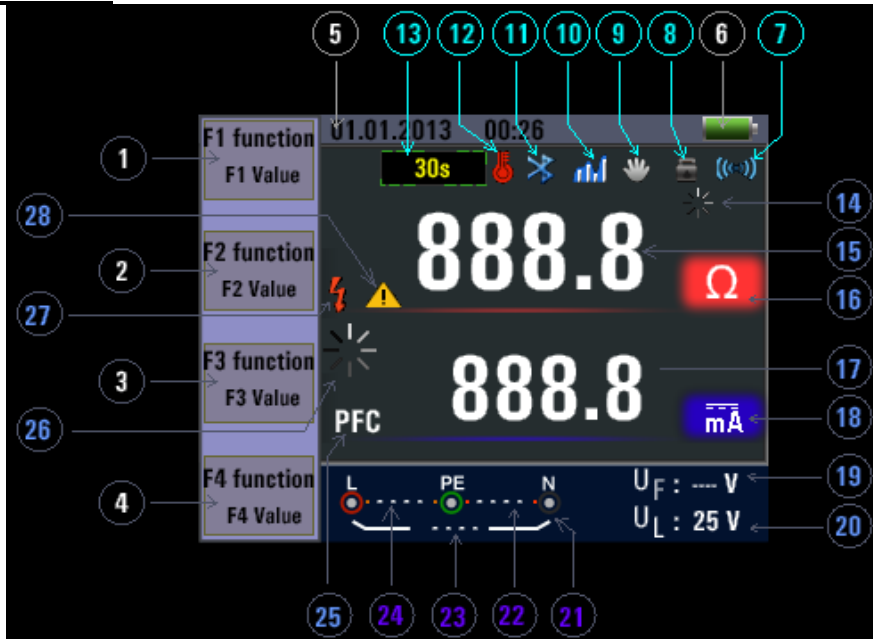 5 13 12 11 10 9 8 6 7
01.01.2013 00:26
1 F1 function
F1 Value
30s
28 14
888.8 15
2 F2 function
F2 Value
Ω 16
27
3 F3 function
F3 Value
888.8 17
26 PFC mA 18
4 F4 function
F4 Value
L PE N
UF : --- V 19
UL : 25 V 20
25 24 23 22 21